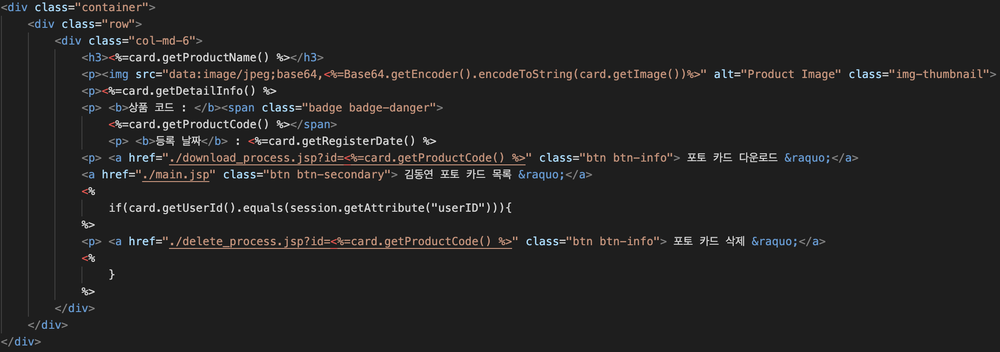 <div class="container">
<div class="row">
<div class="col-md-6">
<h3><%=card.getProductName() %></h3>
<p><img src="data:image/jpeg;base64,<%=Base64.getEncoder().encodeToString(card.getImage())%>" alt="Product Image" class="img-thumbnail">
<p><%=card.getDetailInfo() %>
<p> <b>상품 코드 : </b><span class="badge badge-danger">
<%=card.getProductCode() %></span>
<p> <b>등록 날짜</b> : <%=card.getRegisterDate() %>
<p> <a href="./download_process.jsp?id=<%=card.getProductCode() %>" class="btn btn-info"> 포토 카드 다운로드 &raquo;</a>
<a href="./main.jsp" class="btn btn-secondary"> 김동연 포토 카드 목록 &raquo;</a>
<%
if(card.getUserId().equals(session.getAttribute("userID"))){
%>
<p> <a href="./delete_process.jsp?id=<%=card.getProductCode() %>" class="btn btn-info"> 포토 카드 삭제 &raquo;</a>
<%
}
%>
</div>
</div>
</div>